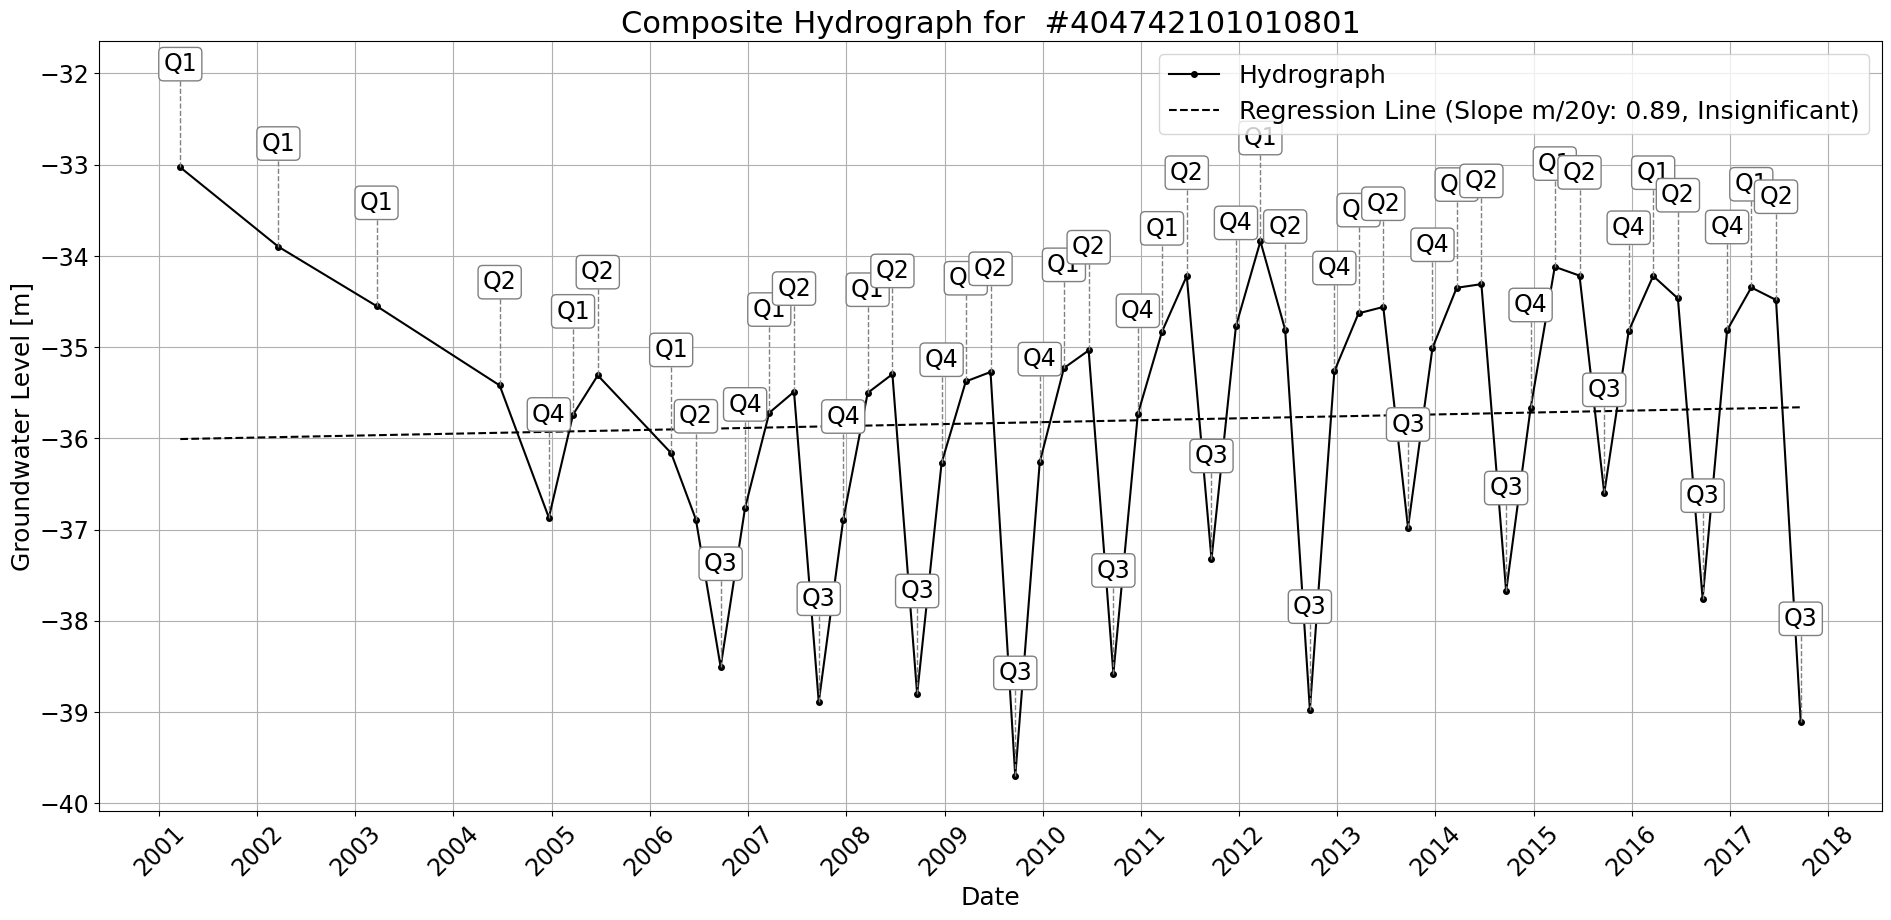 Composite Hydrograph for #404742101010801
Hydrograph
Regression Line (Slope m/20y: 0.89, Insignificant)
Groundwater Level [m]
−32
−33
−34
−35
−36
−37
−38
−39
−40
Q1
Q1
Q1
Q2
Q4
Q1
Q2
Q1
Q2
Q3
Q4
Q1
Q2
Q3
Q4
Q1
Q2
Q3
Q4
Q
Q2
Q3
Q4
Q1
Q2
Q3
Q4
Q1
Q2
Q3
Q4
Q1
Q2
Q3
Q4
Q
Q2
Q3
Q4
Q
Q2
Q3
Q4
Q1
Q2
Q3
Q4
Q1
Q2
Q3
Q4
Q1
Q2
Q3
2001
2002
2003
2004
2005
2006
2007
2008
2009
2010
2011
2012
2013
2014
2015
2016
2017
2018
Date